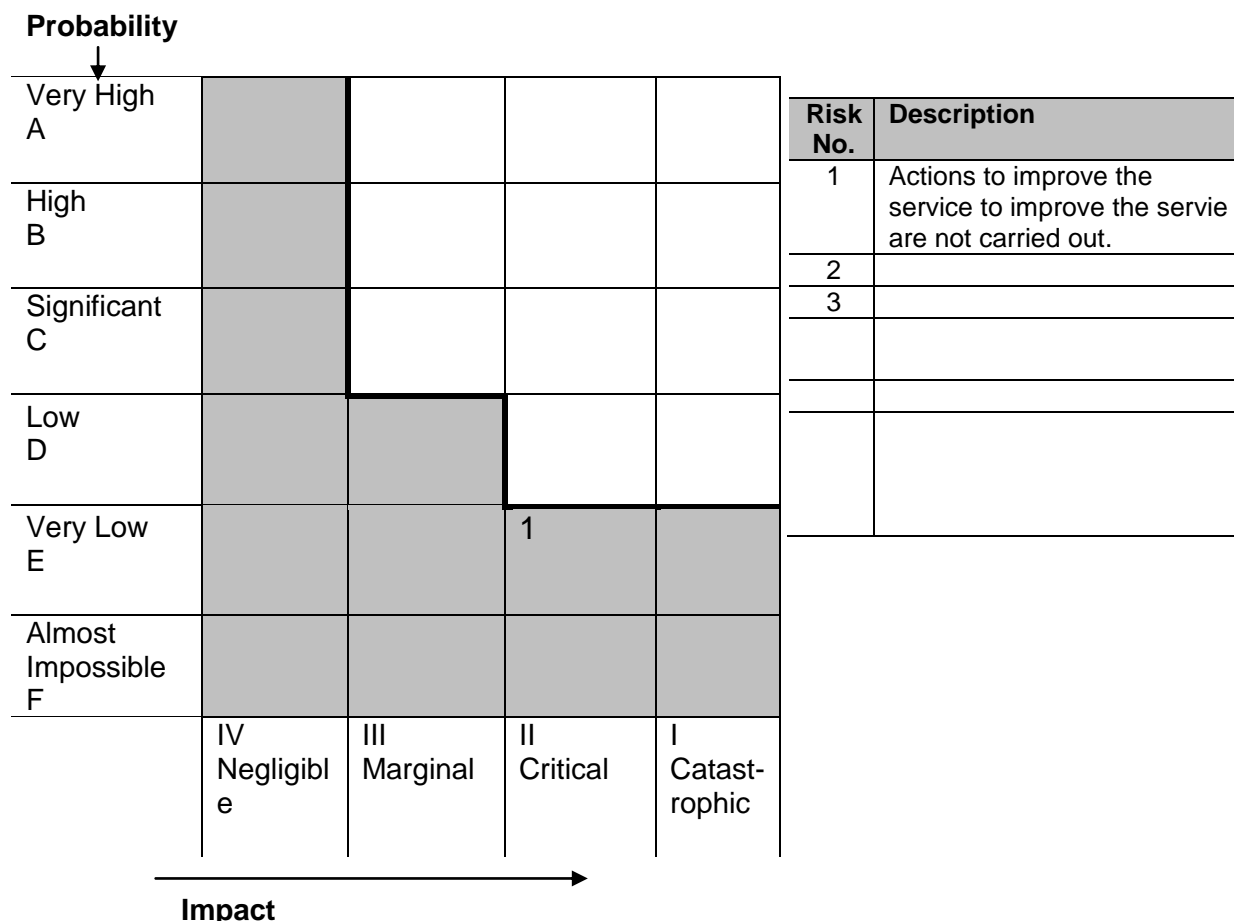 Probability
Very High
A
High
B
Significant
C
Low
D
Very Low
E
1
Almost
Impossible
F
IV
Negligibl
e
III
Marginal
II
Critical
I
Catast-
rophic
Impact
Risk
No.
Description
1
Actions to improve the
service to improve the servie
are not carried out.
2
3